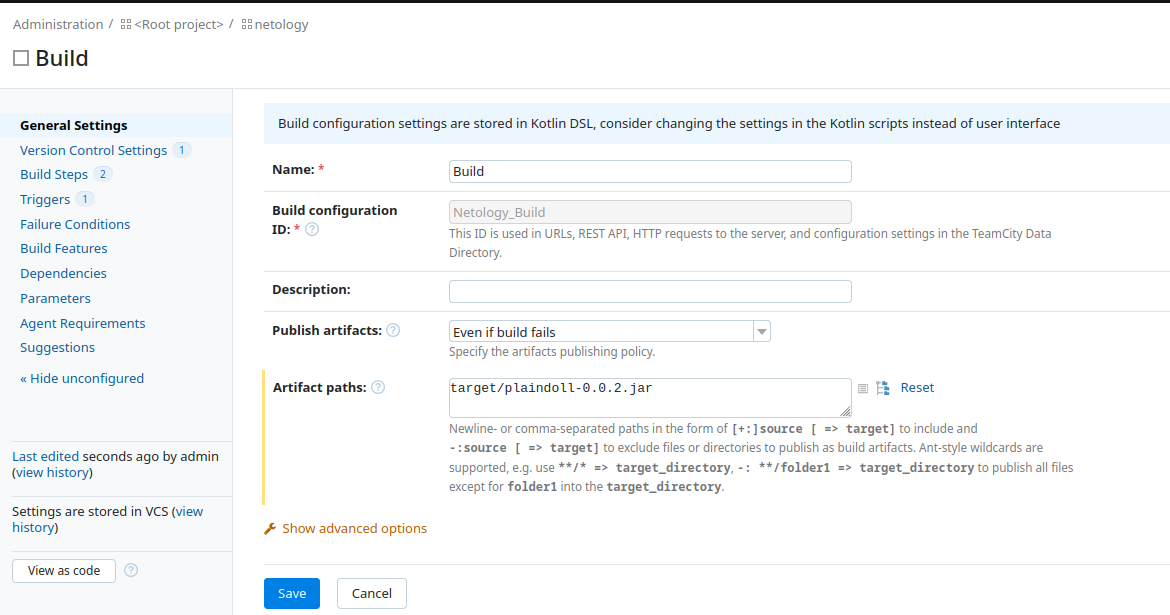 Administration / <Root project> / netology
Build
General Settings
Version Control Settings 1
Build Steps 2
Triggers 1
Failure Conditions
Build Features
Dependencies
Parameters
Agent Requirements
Suggestions
« Hide unconfigured
Last edited seconds ago by admin
(view history)
Settings are stored in VCS (view
history)
View as code ?
Build configuration settings are stored in Kotlin DSL, consider changing the settings in the Kotlin scripts instead of user interface
Name: * Build
Build configuration
ID: * ?
Netology_Build
This ID is used in URLs, REST API, HTTP requests to the server, and configuration settings in the TeamCity Data
Directory.
Description:
Publish artifacts: ? Even if build fails
Specify the artifacts publishing policy.
Artifact paths: ? target/plaindoll-0.0.2.jar Reset
Newline- or comma-separated paths in the form of [+:]source [ => target] to include and
-:source [ => target] to exclude files or directories to publish as build artifacts. Ant-style wildcards are
supported, e.g. use **/* => target_directory, -: **/folder1 => target_directory to publish all files
except for folder1 into the target_directory.
Show advanced options
Save Cancel